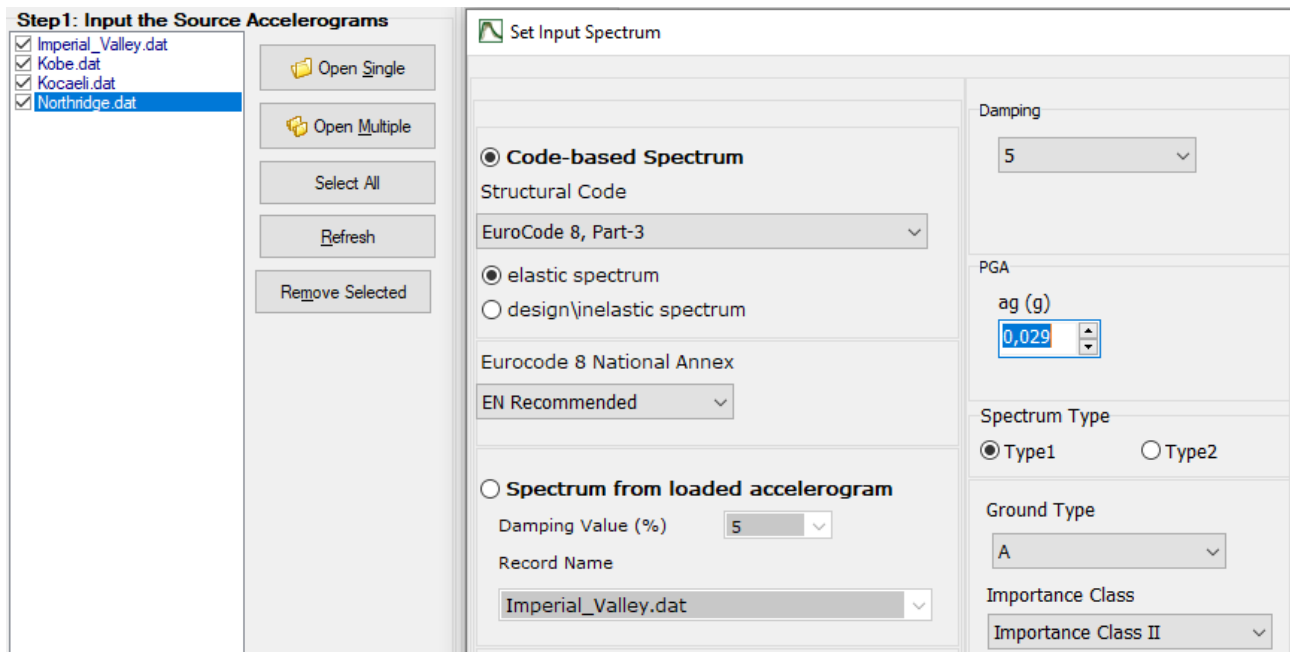 Step1: Input the Source Accelerograms
Imperial_Valley.dat
Kobe.dat
Kocaeli.dat
Northridge.dat
Open Single
Open Multiple
Select All
Refresh
Remove Selected
Set Input Spectrum
Code-based Spectrum
Structural Code
EuroCode 8, Part-3
elastic spectrum
design\inelastic spectrum
Eurocode 8 National Annex
EN Recommended
Spectrum from loaded accelerogram
Damping Value (%) 5
Record Name
Imperial_Valley.dat
Damping
5
PGA
ag (g)
0,029
Spectrum Type
Type1 Type2
Ground Type
A
Importance Class
Importance Class II